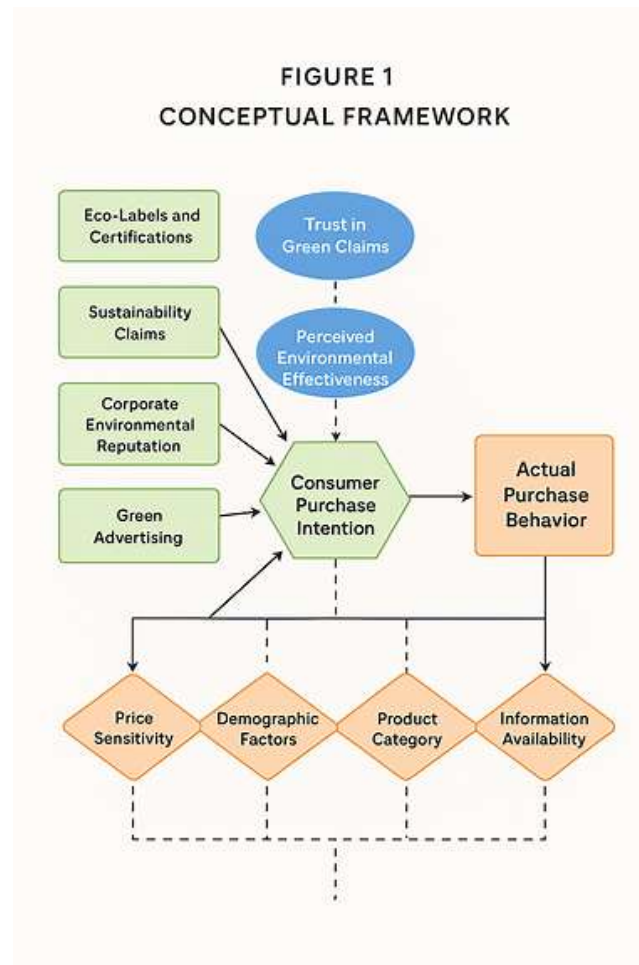 FIGURE 1
CONCEPTUAL FRAMEWORK
Eco-Labels and
Certifications
Trust in
Green Claims
Sustainability
Claims
Perceived
Environmental
Effectiveness
Corporate
Environmental
Reputation
Consumer
Purchase
Intention
Actual
Purchase
Behavior
Green
Advertising
Price
Sensitivity
Demographic
Factors
Product
Category
Information
Availability